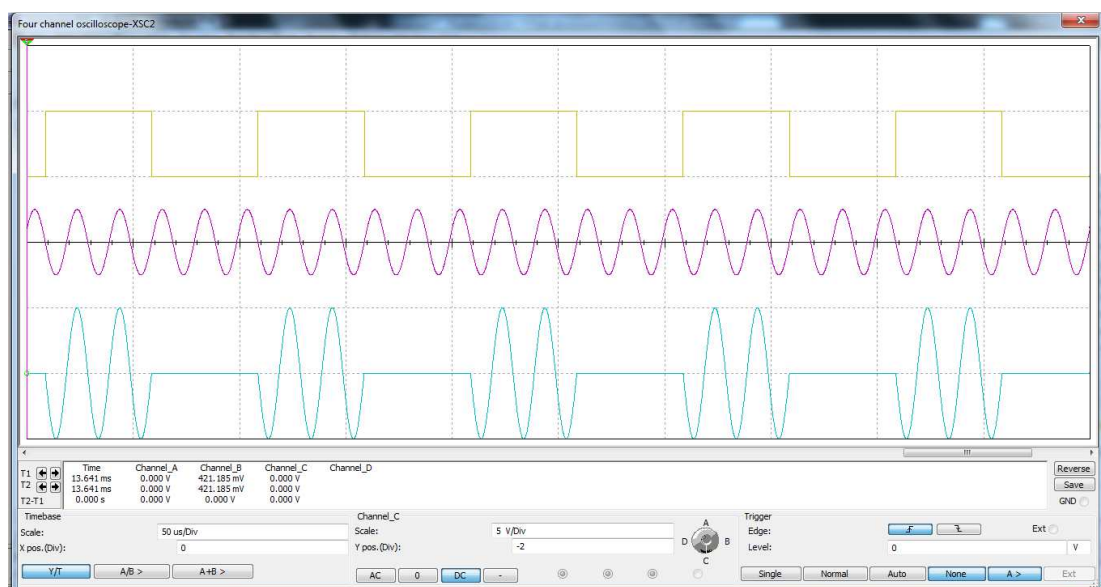 Four channel oscilloscope-XSC2
Time Channel_A Channel_B Channel_C Channel_D
T1 13.641 ms 0.000 V 421.185 mV 0.000 V
T2 13.641 ms 0.000 V 421.185 mV 0.000 V
T2-T1 0.000 s 0.000 V 0.000 V 0.000 V
Reverse
Save
GND
Timebase Channel_C Trigger
Scale: 50 us/Div Scale: 5 V/Div Edge: Ext
X pos.(Div): 0 Y pos.(Div): -2 Level: 0 V
A
D B
C
Y/T A/B > A+B > AC 0 DC - Single Normal Auto None A > Ext